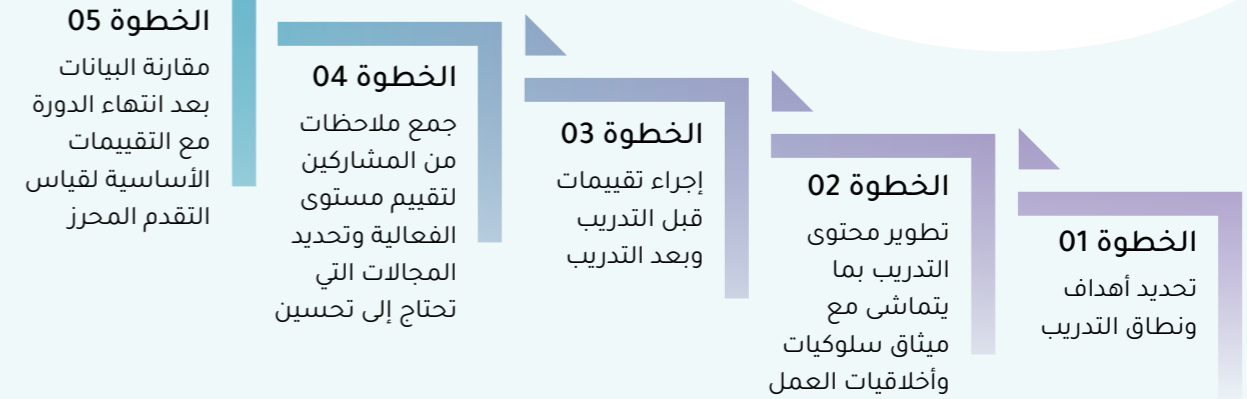 الخطوة 01
تحديد أهداف
ونطاق التدريب
الخطوة 02
تطوير محتوى
التدريب بما
يتماشى مع
ميثاق سلوكيات
وأخلاقيات العمل
الخطوة 03
إجراء تقييمات
قبل التدريب
وبعد التدريب
الخطوة 04
جمع ملاحظات
من المشاركين
لتقييم مستوى
الفعالية وتحديد
المجالات التي
تحتاج إلى تحسين
الخطوة 05
مقارنة البيانات
بعد انتهاء الدورة
مع التقييمات
الأساسية لقياس
التقدم المحرز